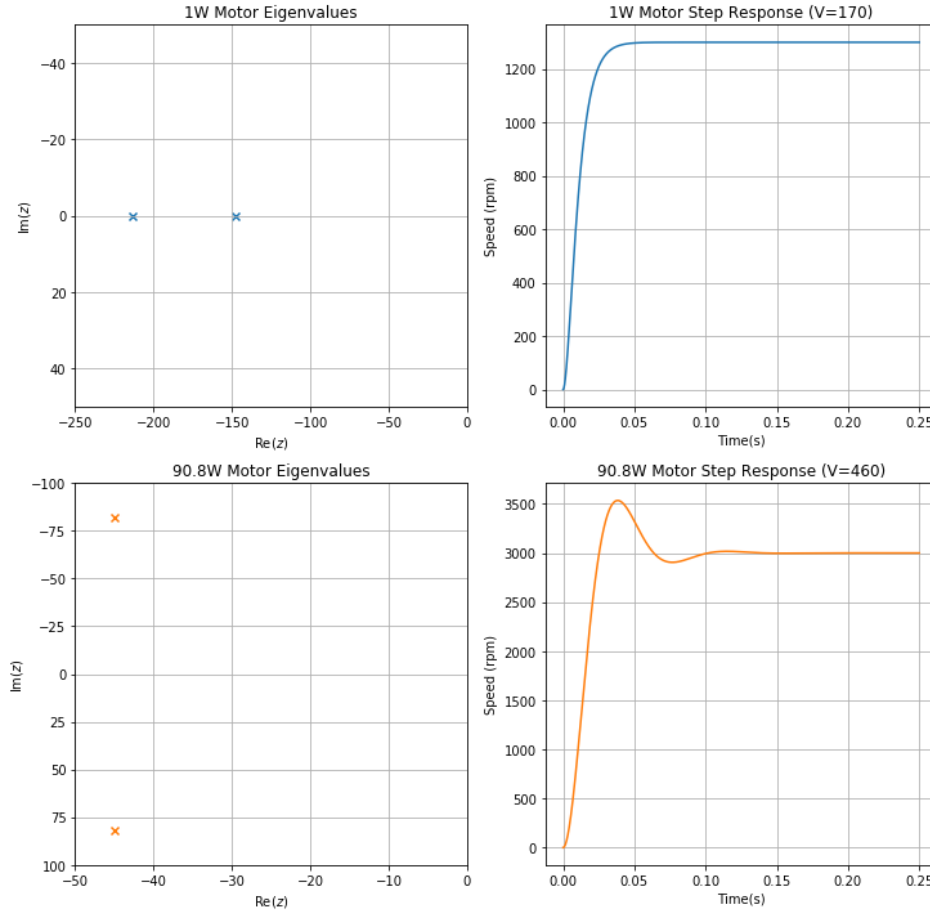 1W Motor Eigenvalues
−40
−20
0
20
40
Im(z)
−250 −200 −150 −100 −50 0
Re(z)
1W Motor Step Response (V=170)
1200
1000
800
600
400
200
0
Speed (rpm)
0.00 0.05 0.10 0.15 0.20 0.25
Time(s)
90.8W Motor Eigenvalues
−100
−75
−50
−25
0
25
50
75
100
Im(z)
−50 −40 −30 −20 −10 0
Re(z)
90.8W Motor Step Response (V=460)
3500
3000
2500
2000
1500
1000
500
0
Speed (rpm)
0.00 0.05 0.10 0.15 0.20 0.25
Time(s)